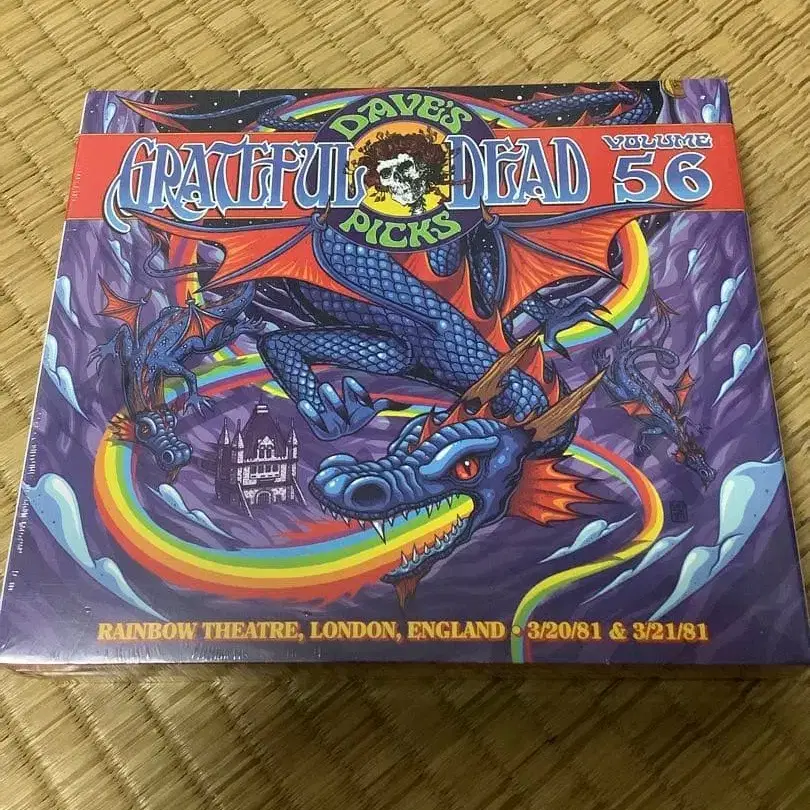 DAVE'S
GRATEFUL DEAD
VOLUME
56
PICKS
RAINBOW THEATRE, LONDON, ENGLAND • 3/20/81 & 3/21/81